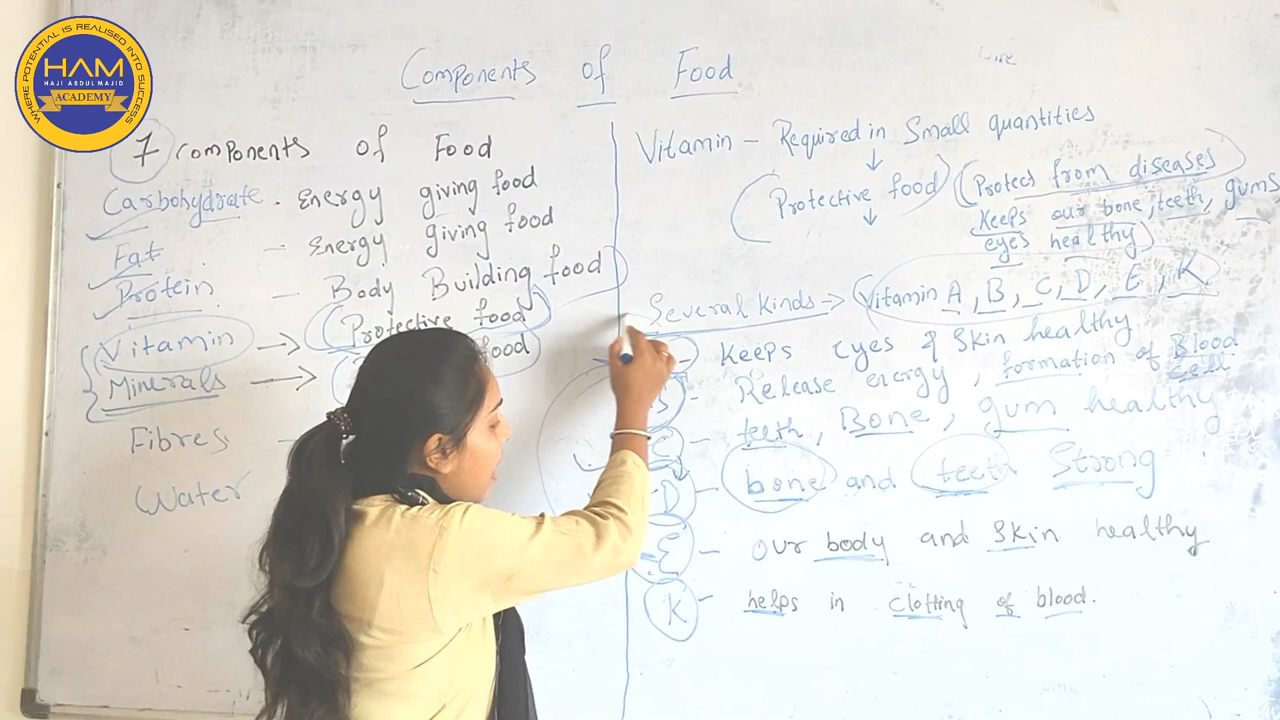 WHERE POTENTIAL IS REALISED INTO SUCCESS
HAM
HAJI ABDUL MAJID
ACADEMY
Components of Food
7 components of Food
Carbohydrate - Energy giving food
Fat - Energy giving food
Protein - Body Building food
Vitamin → Protective food
Minerals → food
Fibres -
Water
Vitamin - Required in Small quantities
↓
(Protective food) (Protect from diseases
↓
Keeps our bone, teeth, gums
eyes healthy)
Several kinds → (Vitamin A, B, C, D, E, K
- Keeps eyes & Skin healthy
B - Release energy, formation of Blood cell
C - teeth, Bone, gum healthy
D - bone and teeth Strong
E - Our body and Skin healthy
K - helps in clotting of blood.